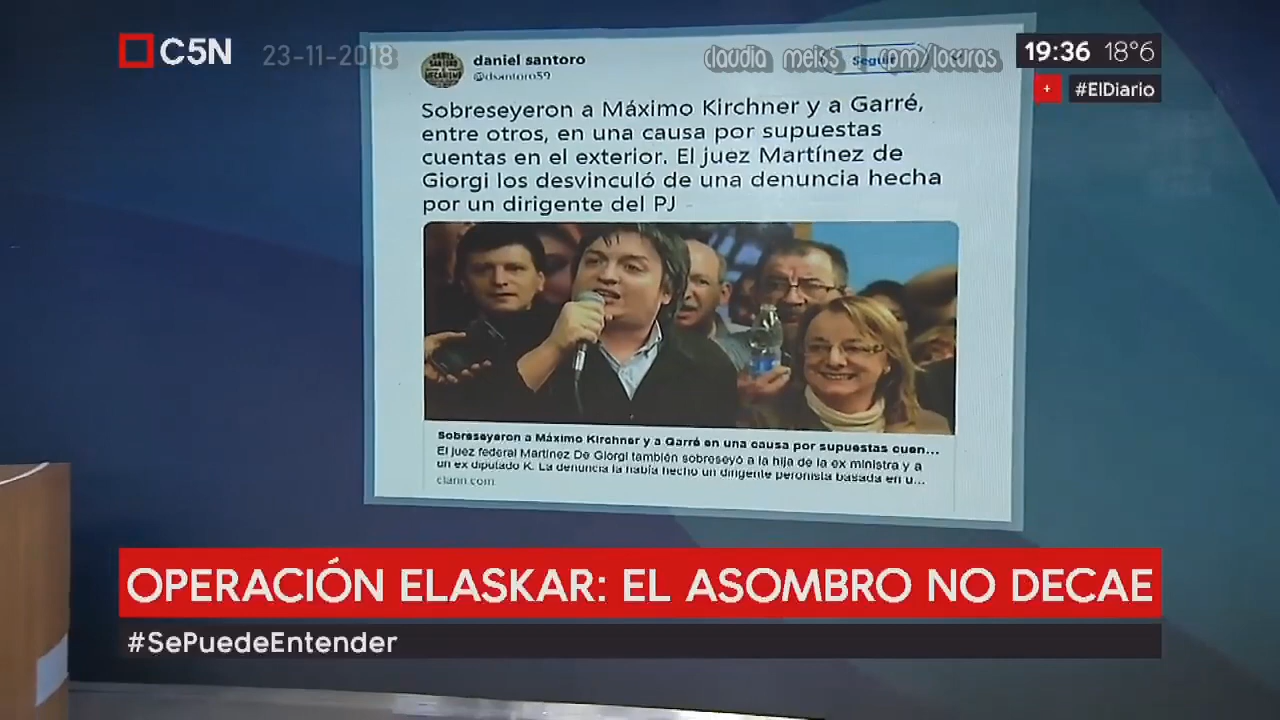 C5N
23-11-2018
claudia meiss | rpm/locuras
19:36 18°6
+
#ElDiario
daniel santoro
@dsantoro59
Seguir
Sobreseyeron a Máximo Kirchner y a Garré,
entre otros, en una causa por supuestas
cuentas en el exterior. El juez Martínez de
Giorgi los desvinculó de una denuncia hecha
por un dirigente del PJ
Sobreseyeron a Máximo Kirchner y a Garré en una causa por supuestas cuen...
El juez federal Martínez De Giorgi también sobreseyó a la hija de la ex ministra y a
un ex diputado K. La denuncia la había hecho un dirigente peronista basada en u...
clarin.com
OPERACIÓN ELASKAR: EL ASOMBRO NO DECAE
#SePuedeEntender